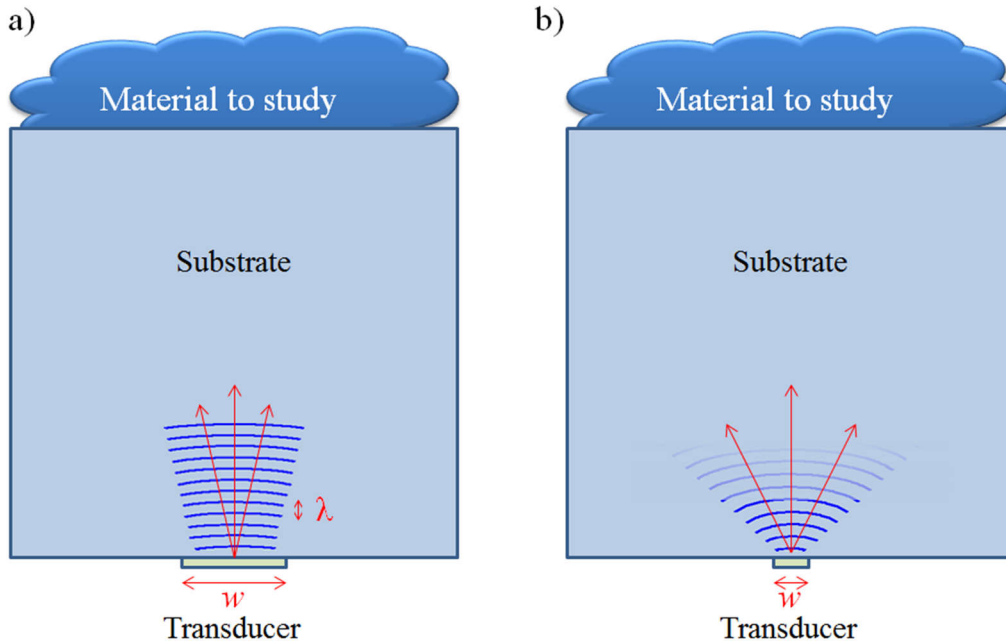 a)
Material to study
Substrate
λ
w
Transducer
b)
Material to study
Substrate
w
Transducer